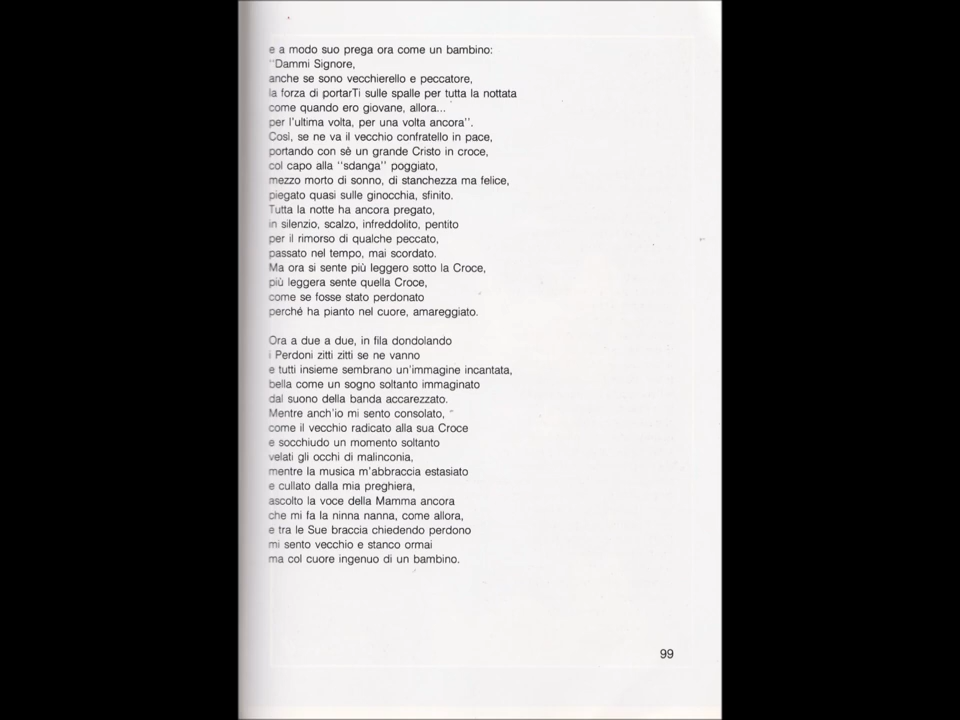 e a modo suo prega ora come un bambino:
"Dammi Signore,
anche se sono vecchierello e peccatore,
la forza di portarTi sulle spalle per tutta la nottata
come quando ero giovane, allora...
per l'ultima volta, per una volta ancora".
Così, se ne va il vecchio confratello in pace,
portando con sè un grande Cristo in croce,
col capo alla "sdanga" poggiato,
mezzo morto di sonno, di stanchezza ma felice,
piegato quasi sulle ginocchia, sfinito.
Tutta la notte ha ancora pregato,
in silenzio, scalzo, infreddolito, pentito
per il rimorso di qualche peccato,
passato nel tempo, mai scordato.
Ma ora si sente più leggero sotto la Croce,
più leggera sente quella Croce,
come se fosse stato perdonato
perché ha pianto nel cuore, amareggiato.
Ora a due a due, in fila dondolando
i Perdoni zitti zitti se ne vanno
e tutti insieme sembrano un'immagine incantata,
bella come un sogno soltanto immaginato
dal suono della banda accarezzato.
Mentre anch'io mi sento consolato,
come il vecchio radicato alla sua Croce
e socchiudo un momento soltanto
velati gli occhi di malinconia,
mentre la musica m'abbraccia estasiato
e cullato dalla mia preghiera,
ascolto la voce della Mamma ancora
che mi fa la ninna nanna, come allora,
e tra le Sue braccia chiedendo perdono
mi sento vecchio e stanco ormai
ma col cuore ingenuo di un bambino.
99